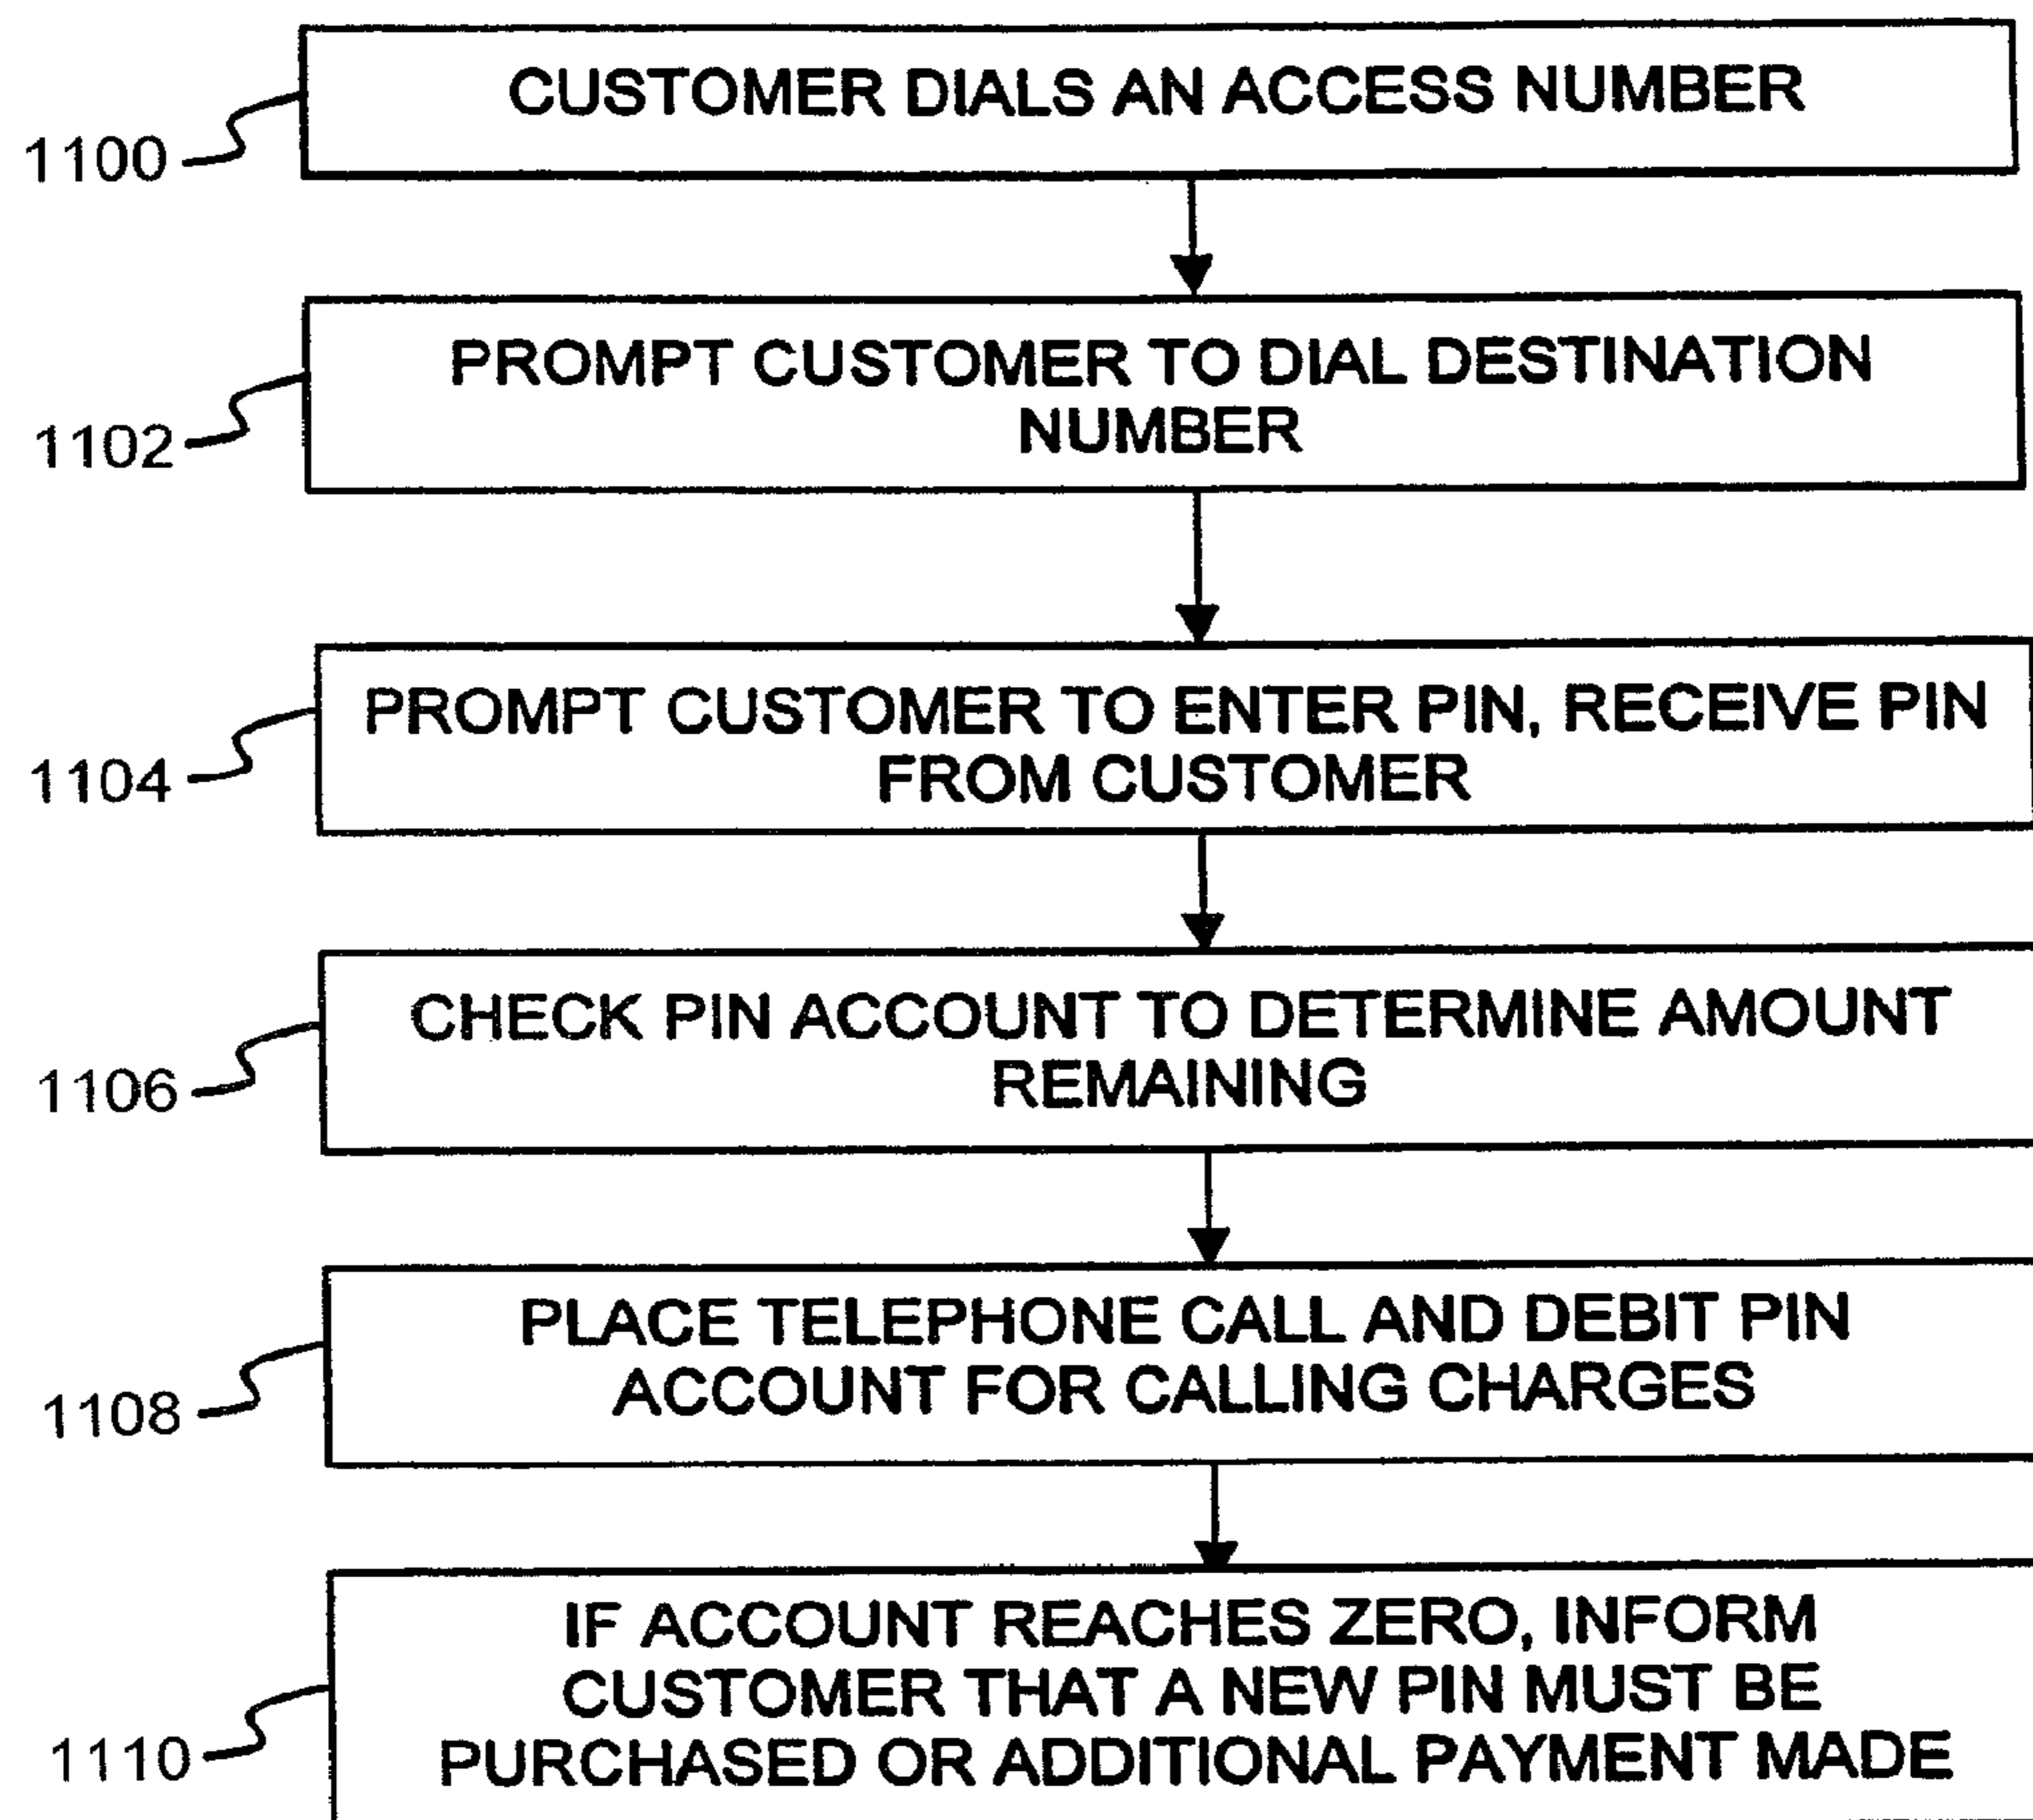 CUSTOMER DIALS AN ACCESS NUMBER
1100
PROMPT CUSTOMER TO DIAL DESTINATION
NUMBER
1102
PROMPT CUSTOMER TO ENTER PIN, RECEIVE PIN
FROM CUSTOMER
1104
CHECK PIN ACCOUNT TO DETERMINE AMOUNT
REMAINING
1106
PLACE TELEPHONE CALL AND DEBIT PIN
ACCOUNT FOR CALLING CHARGES
1108
IF ACCOUNT REACHES ZERO, INFORM
CUSTOMER THAT A NEW PIN MUST BE
PURCHASED OR ADDITIONAL PAYMENT MADE
1110